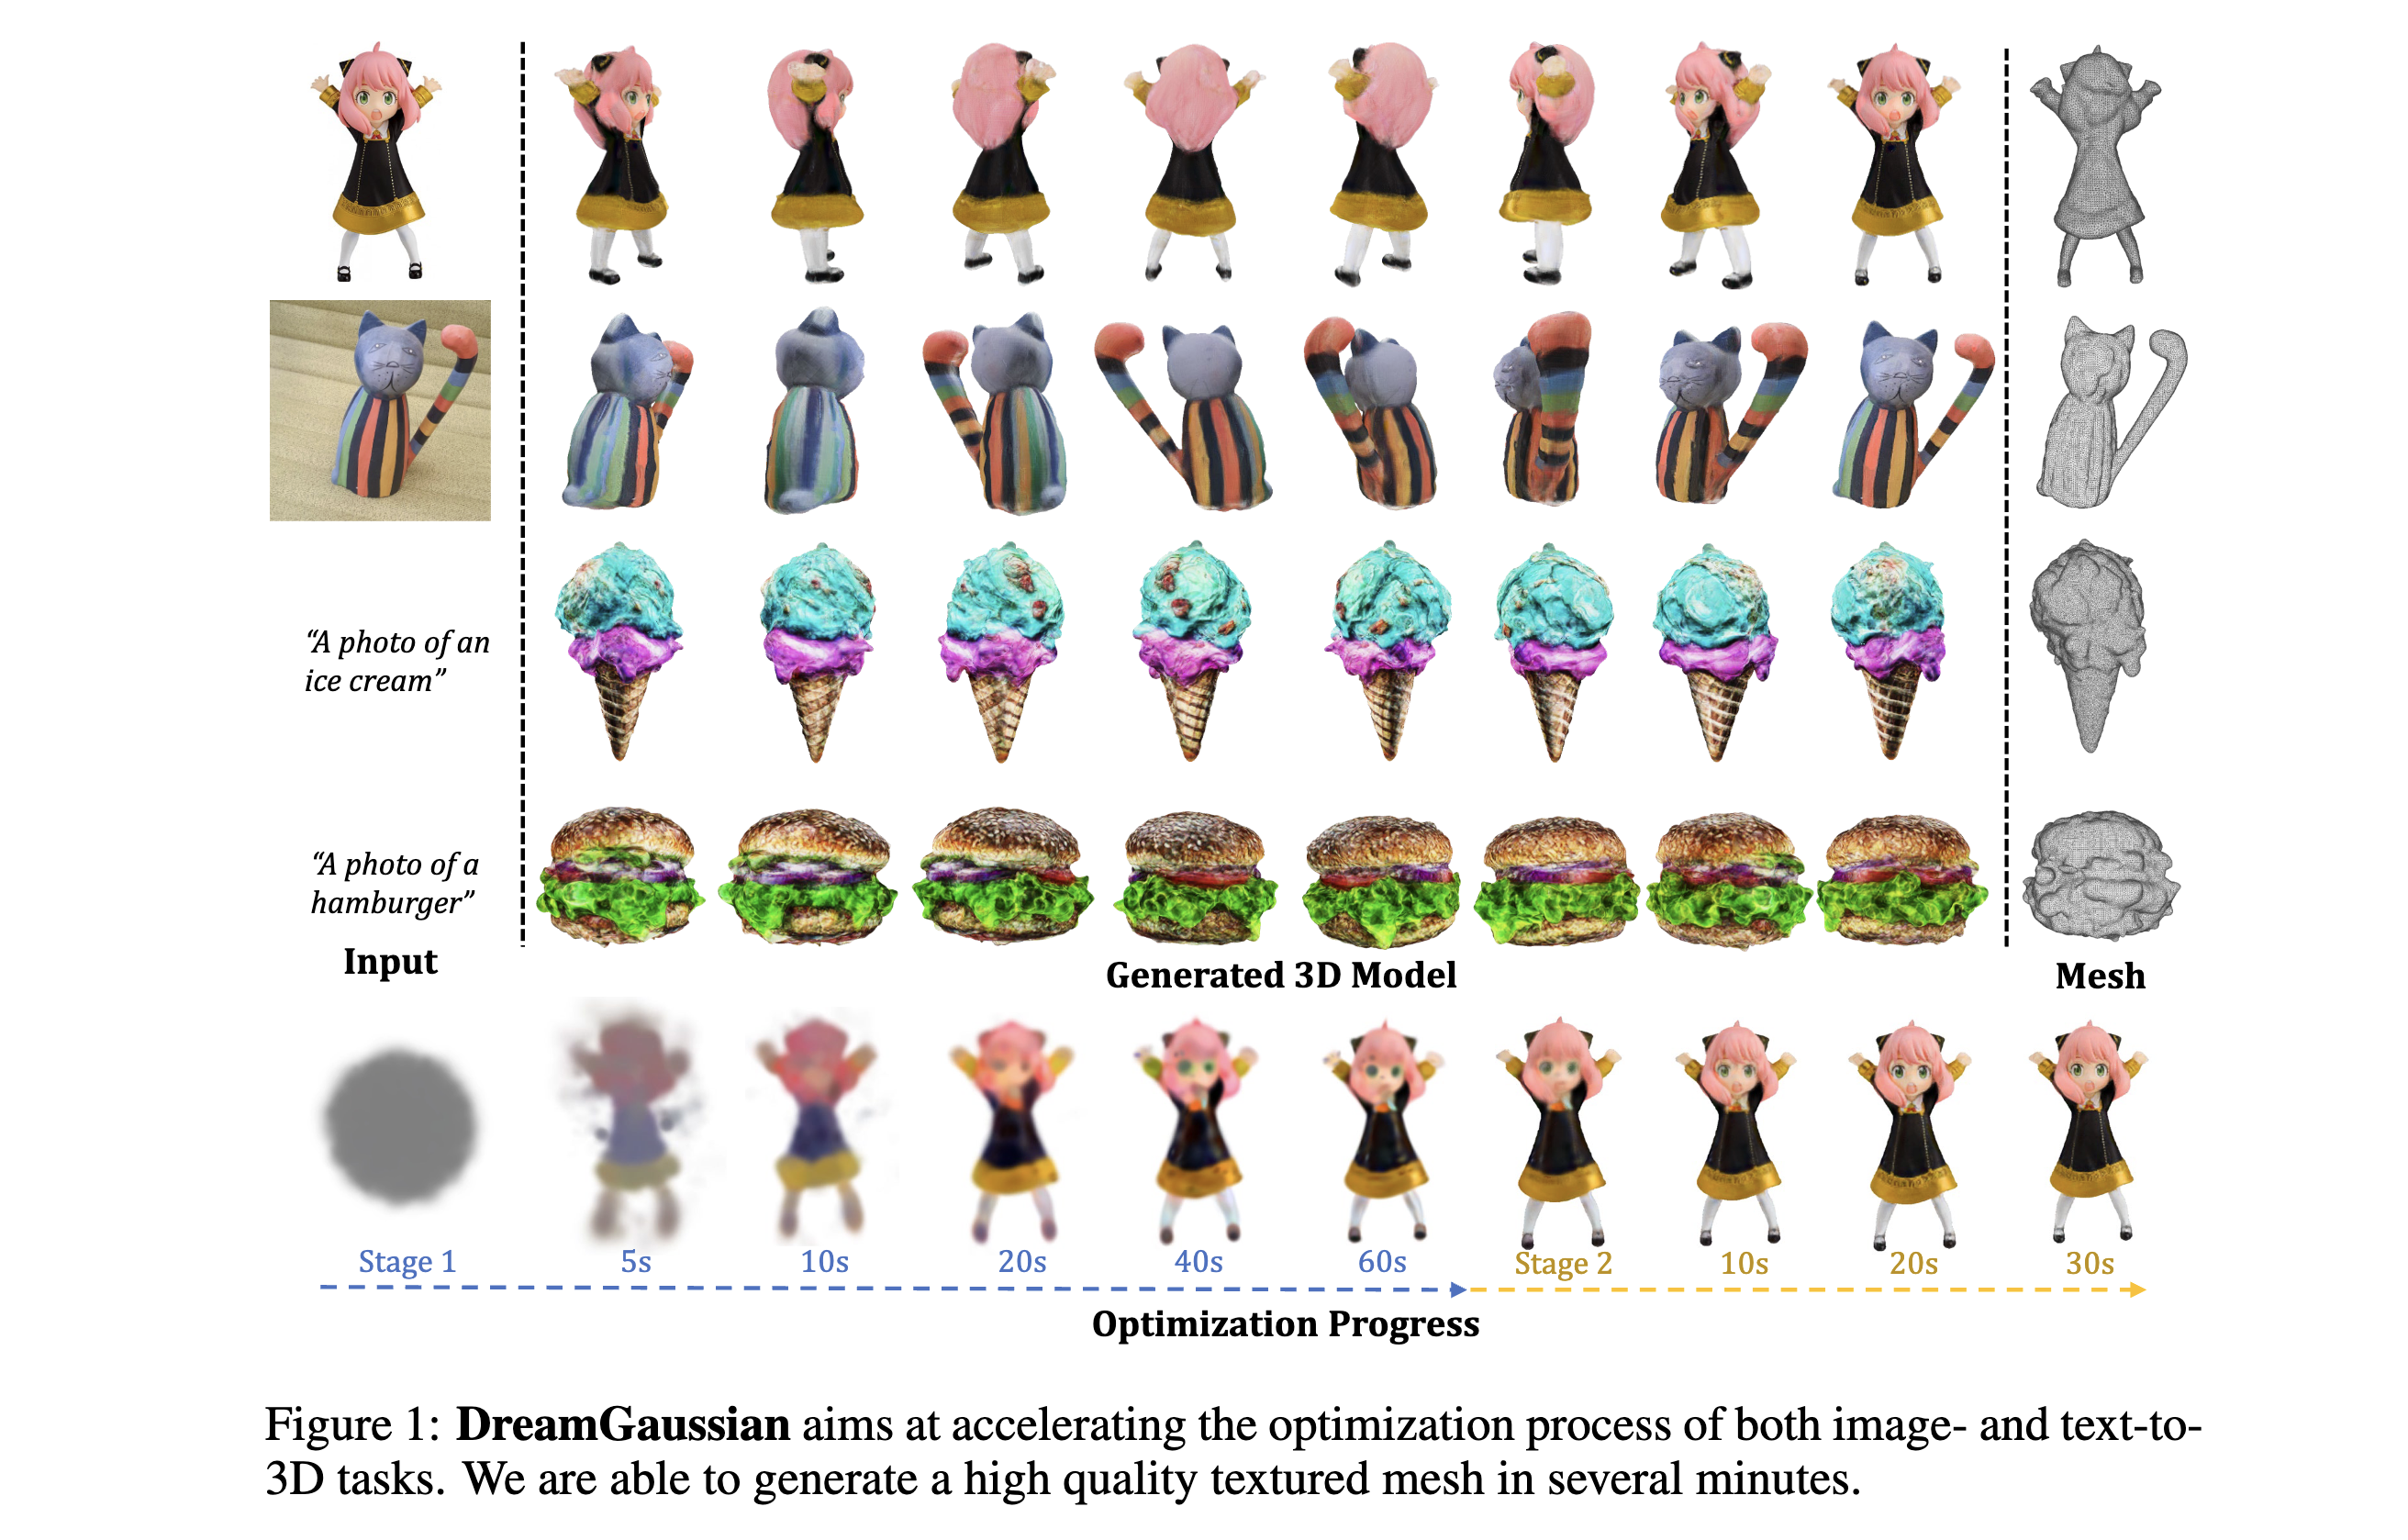 “A photo of an
ice cream”
“A photo of a
hamburger”
Input
Generated 3D Model
Mesh
Stage 1
5s
10s
20s
40s
60s
Stage 2
10s
20s
30s
Optimization Progress
Figure 1: DreamGaussian aims at accelerating the optimization process of both image- and text-to-
3D tasks. We are able to generate a high quality textured mesh in several minutes.